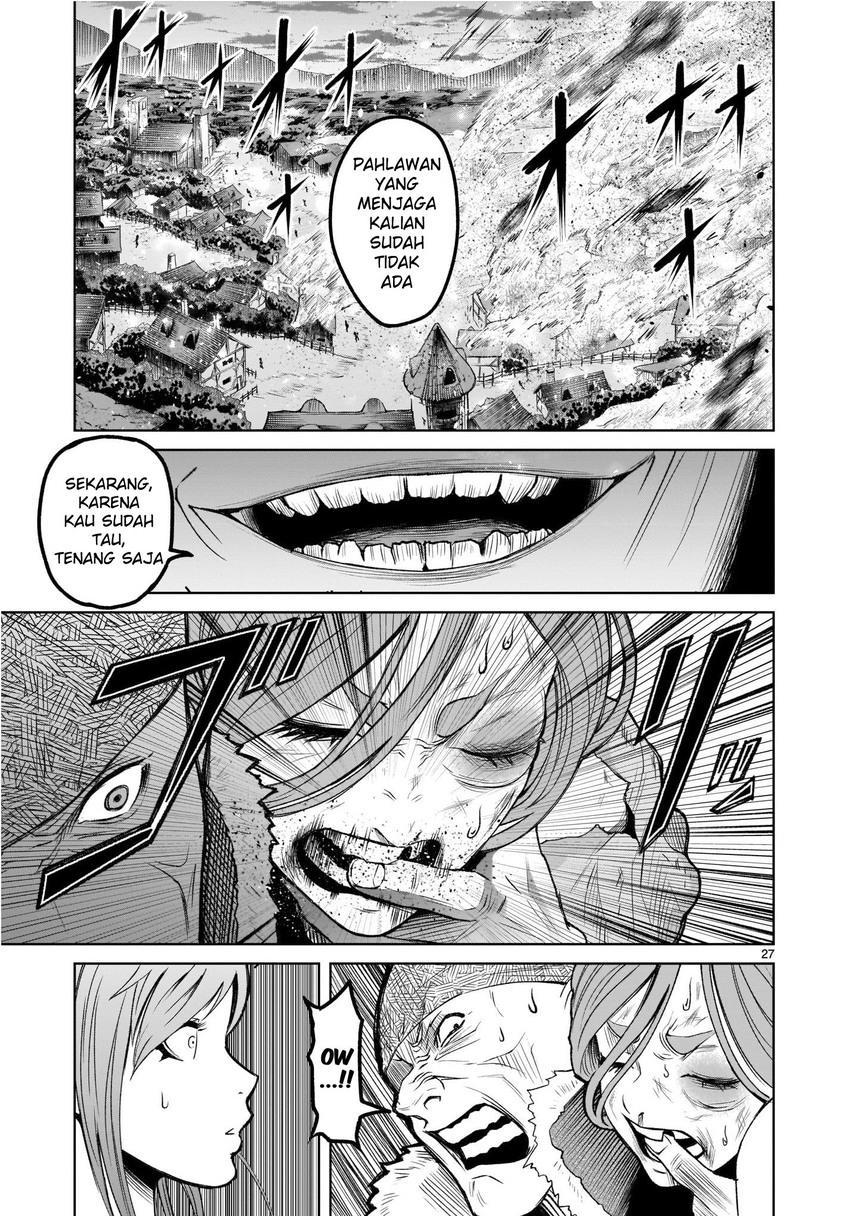 PAHLAWAN
YANG
MENJAGA
KALIAN
SUDAH
TIDAK
ADA
SEKARANG,
KARENA
KAU SUDAH
TAU,
TENANG SAJA
27
OW
...!!